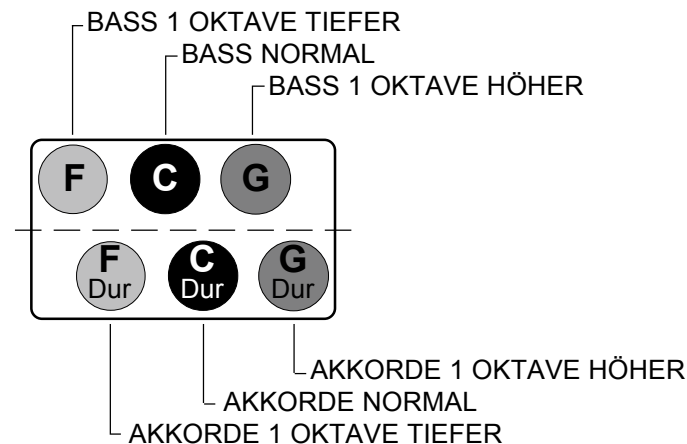 BASS 1 OKTAVE TIEFER
BASS NORMAL
BASS 1 OKTAVE HÖHER
F C G
F C G
Dur Dur Dur
AKKORDE 1 OKTAVE HÖHER
AKKORDE NORMAL
AKKORDE 1 OKTAVE TIEFER